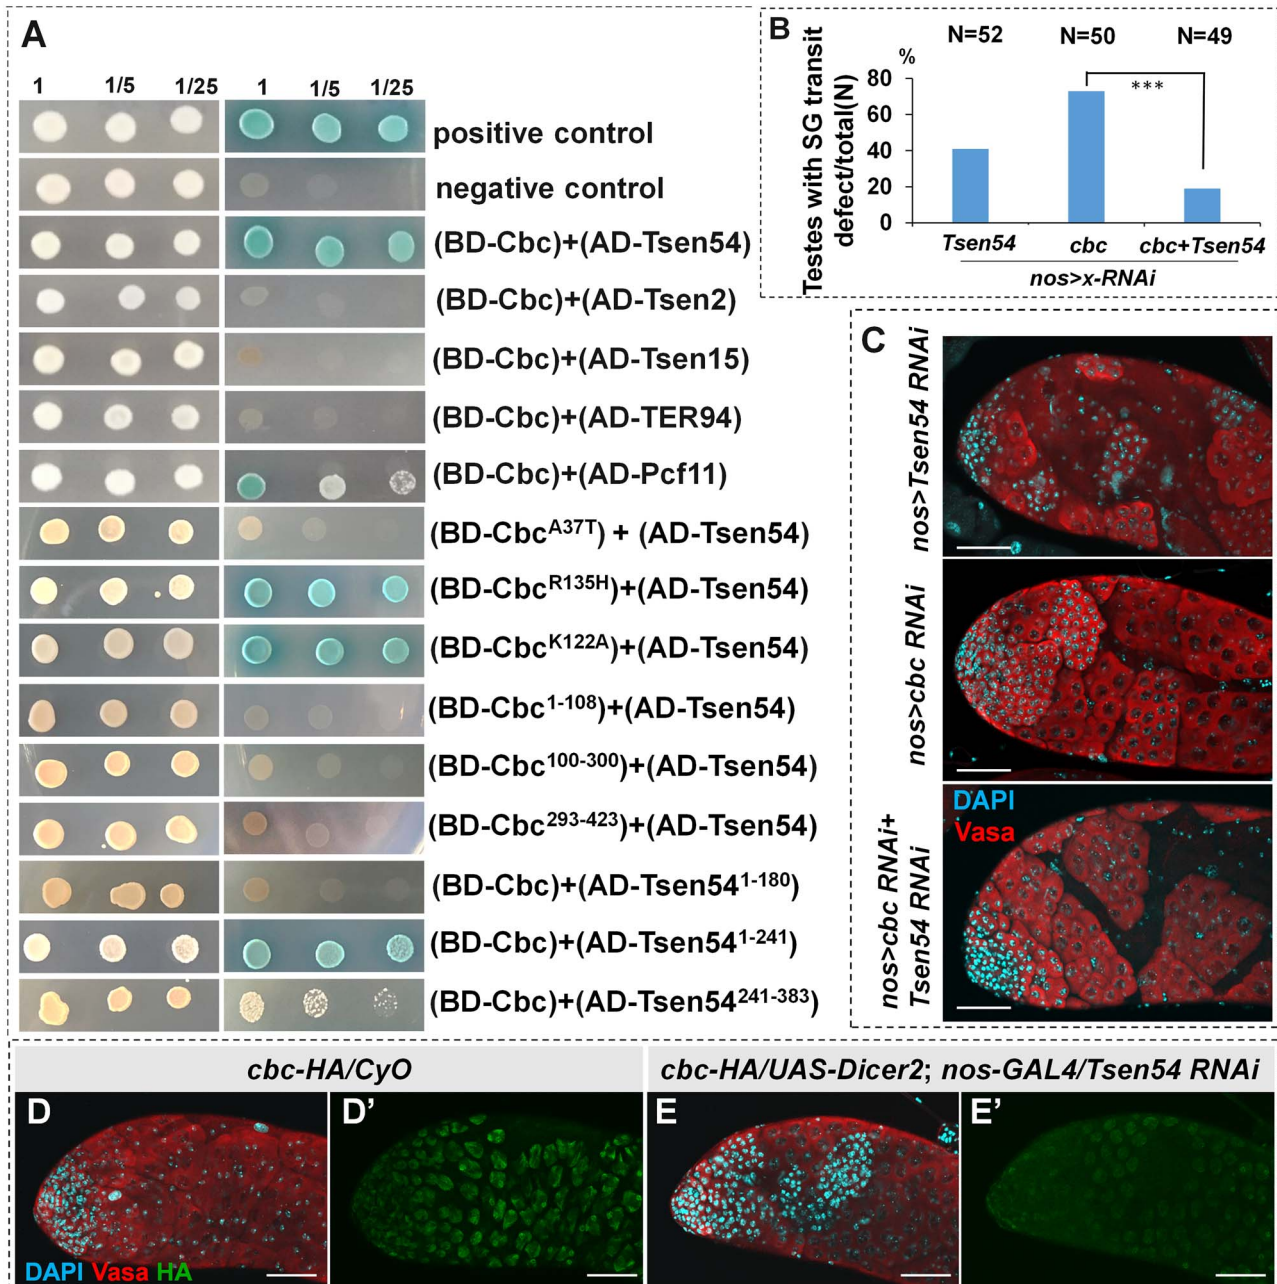 A
1 1/5 1/25 1 1/5 1/25
positive control
negative control
(BD-Cbc)+(AD-Tsen54)
(BD-Cbc)+(AD-Tsen2)
(BD-Cbc)+(AD-Tsen15)
(BD-Cbc)+(AD-TER94)
(BD-Cbc)+(AD-Pcf11)
(BD-Cbc^A37T) + (AD-Tsen54)
(BD-Cbc^R135H)+(AD-Tsen54)
(BD-Cbc^K122A)+(AD-Tsen54)
(BD-Cbc^1-108)+(AD-Tsen54)
(BD-Cbc^100-300)+(AD-Tsen54)
(BD-Cbc^293-423)+(AD-Tsen54)
(BD-Cbc)+(AD-Tsen54^1-180)
(BD-Cbc)+(AD-Tsen54^1-241)
(BD-Cbc)+(AD-Tsen54^241-383)
B
Testes with SG transit
defect/total(N)
N=52 N=50 N=49
%
80
60
40
20
0
***
Tsen54 cbc cbc+Tsen54
nos>x-RNAi
C
nos>Tsen54 RNAi
nos>cbc RNAi
nos>cbc RNAi+
Tsen54 RNAi
DAPI
Vasa
cbc-HA/CyO
cbc-HA/UAS-Dicer2; nos-GAL4/Tsen54 RNAi
D
D’
E
E’
DAPI Vasa HA